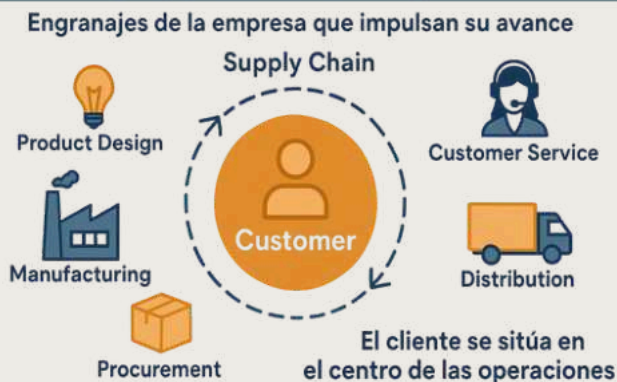 Engranajes de la empresa que impulsan su avance
Supply Chain
Product Design
Customer Service
Customer
Manufacturing
Distribution
Procurement
El cliente se sitúa en
el centro de las operaciones